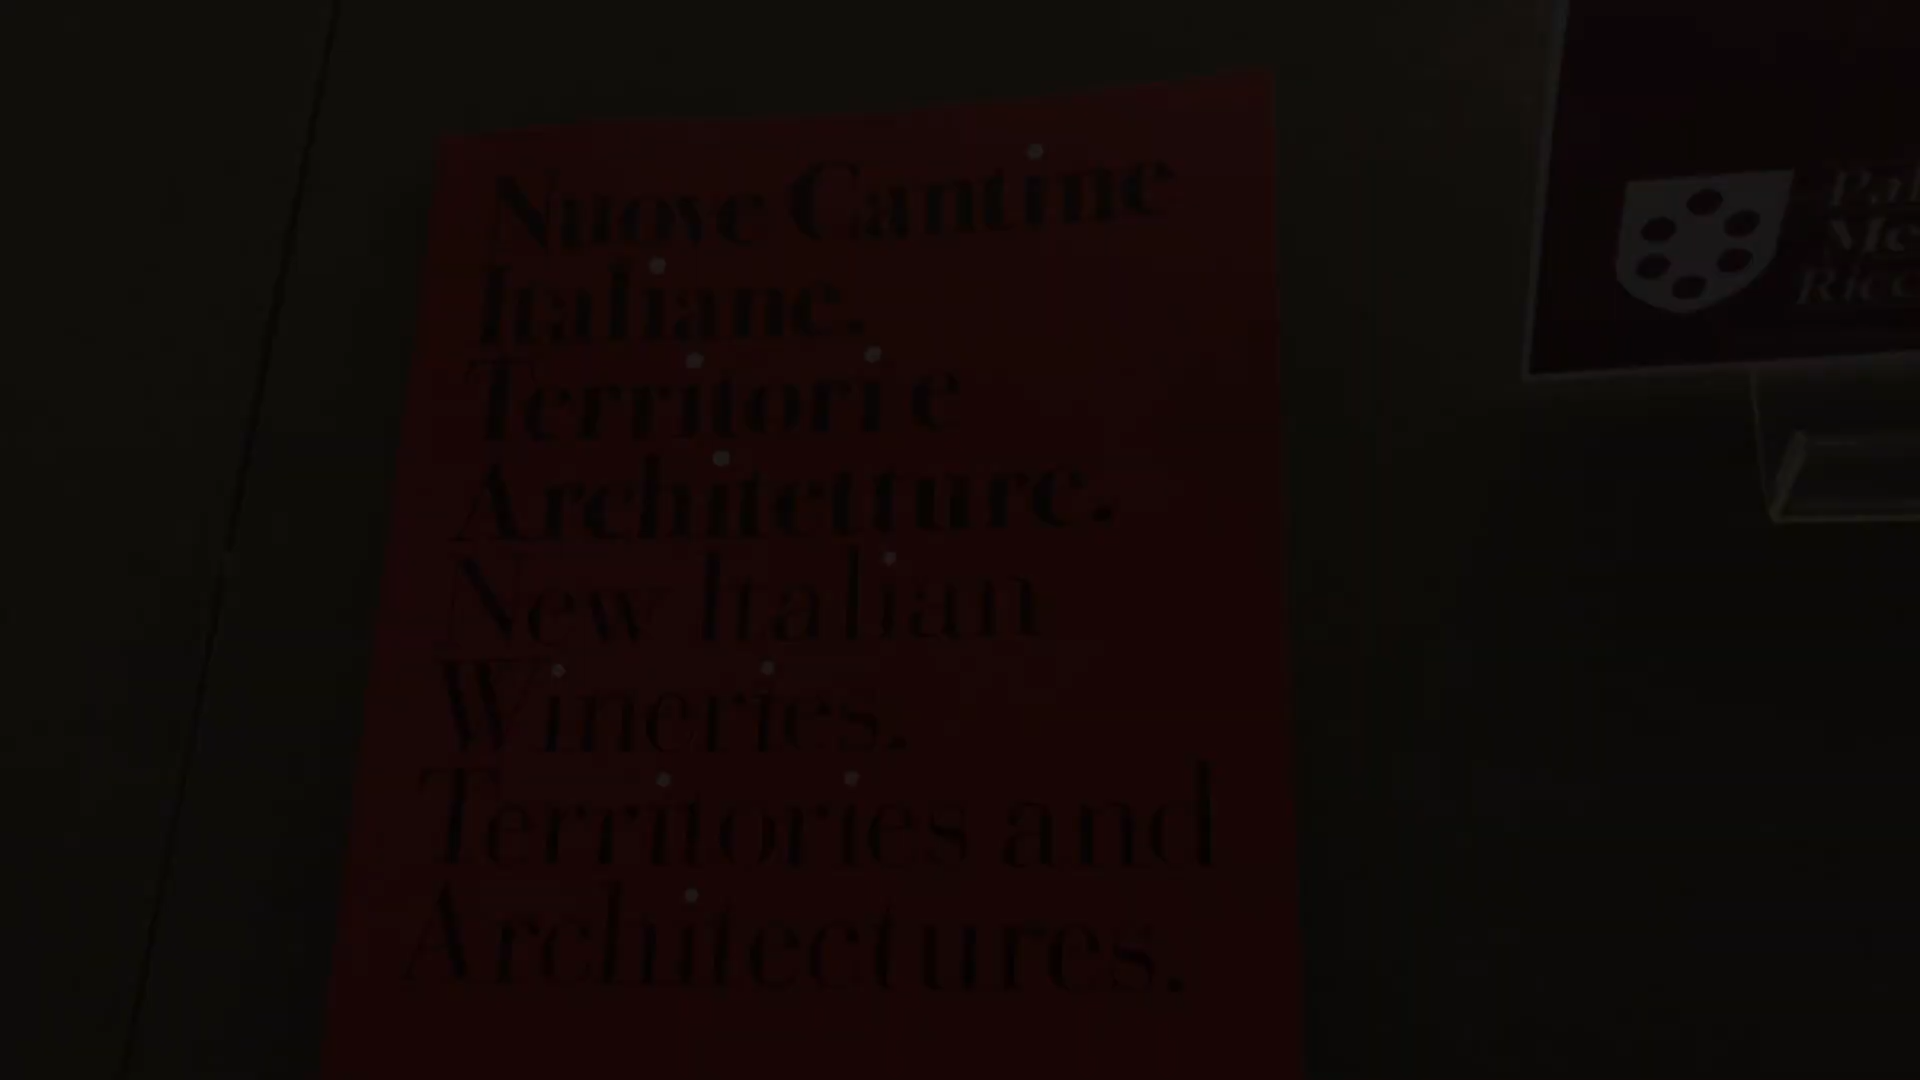 Nuove Cantine
Italiane.
Territori e
Architetture.
New Italian
Wineries.
Territories and
Architectures.